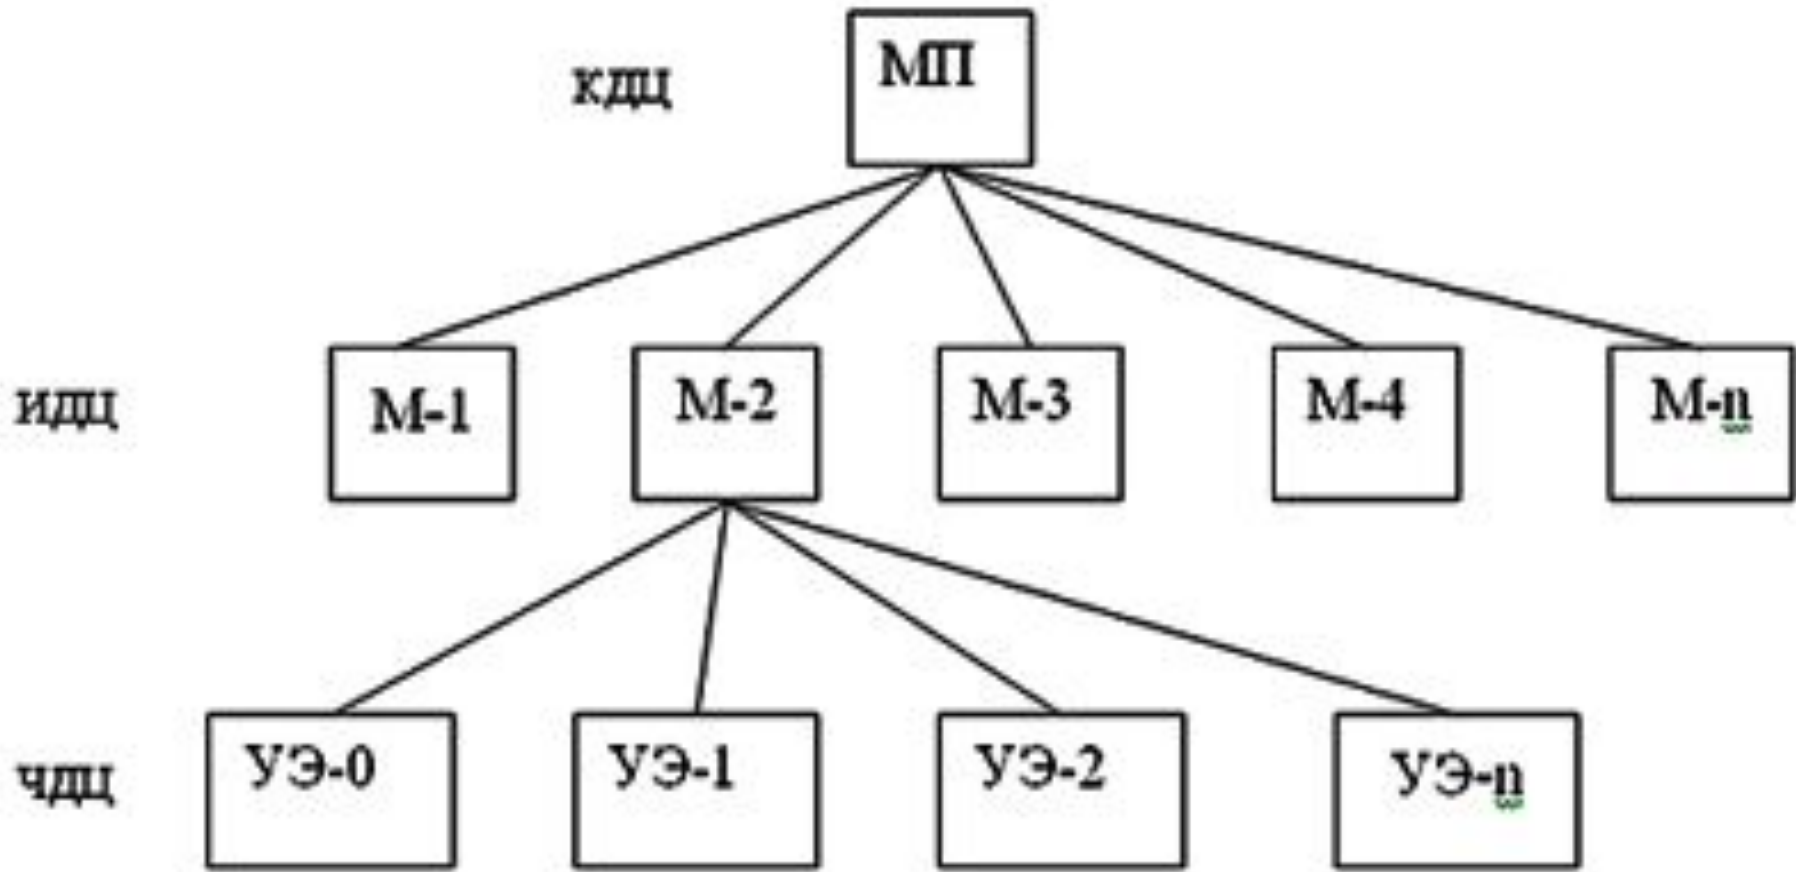 кдц МП
идц М-1 М-2 М-3 М-4 М-n
чдц УЭ-0 УЭ-1 УЭ-2 УЭ-n